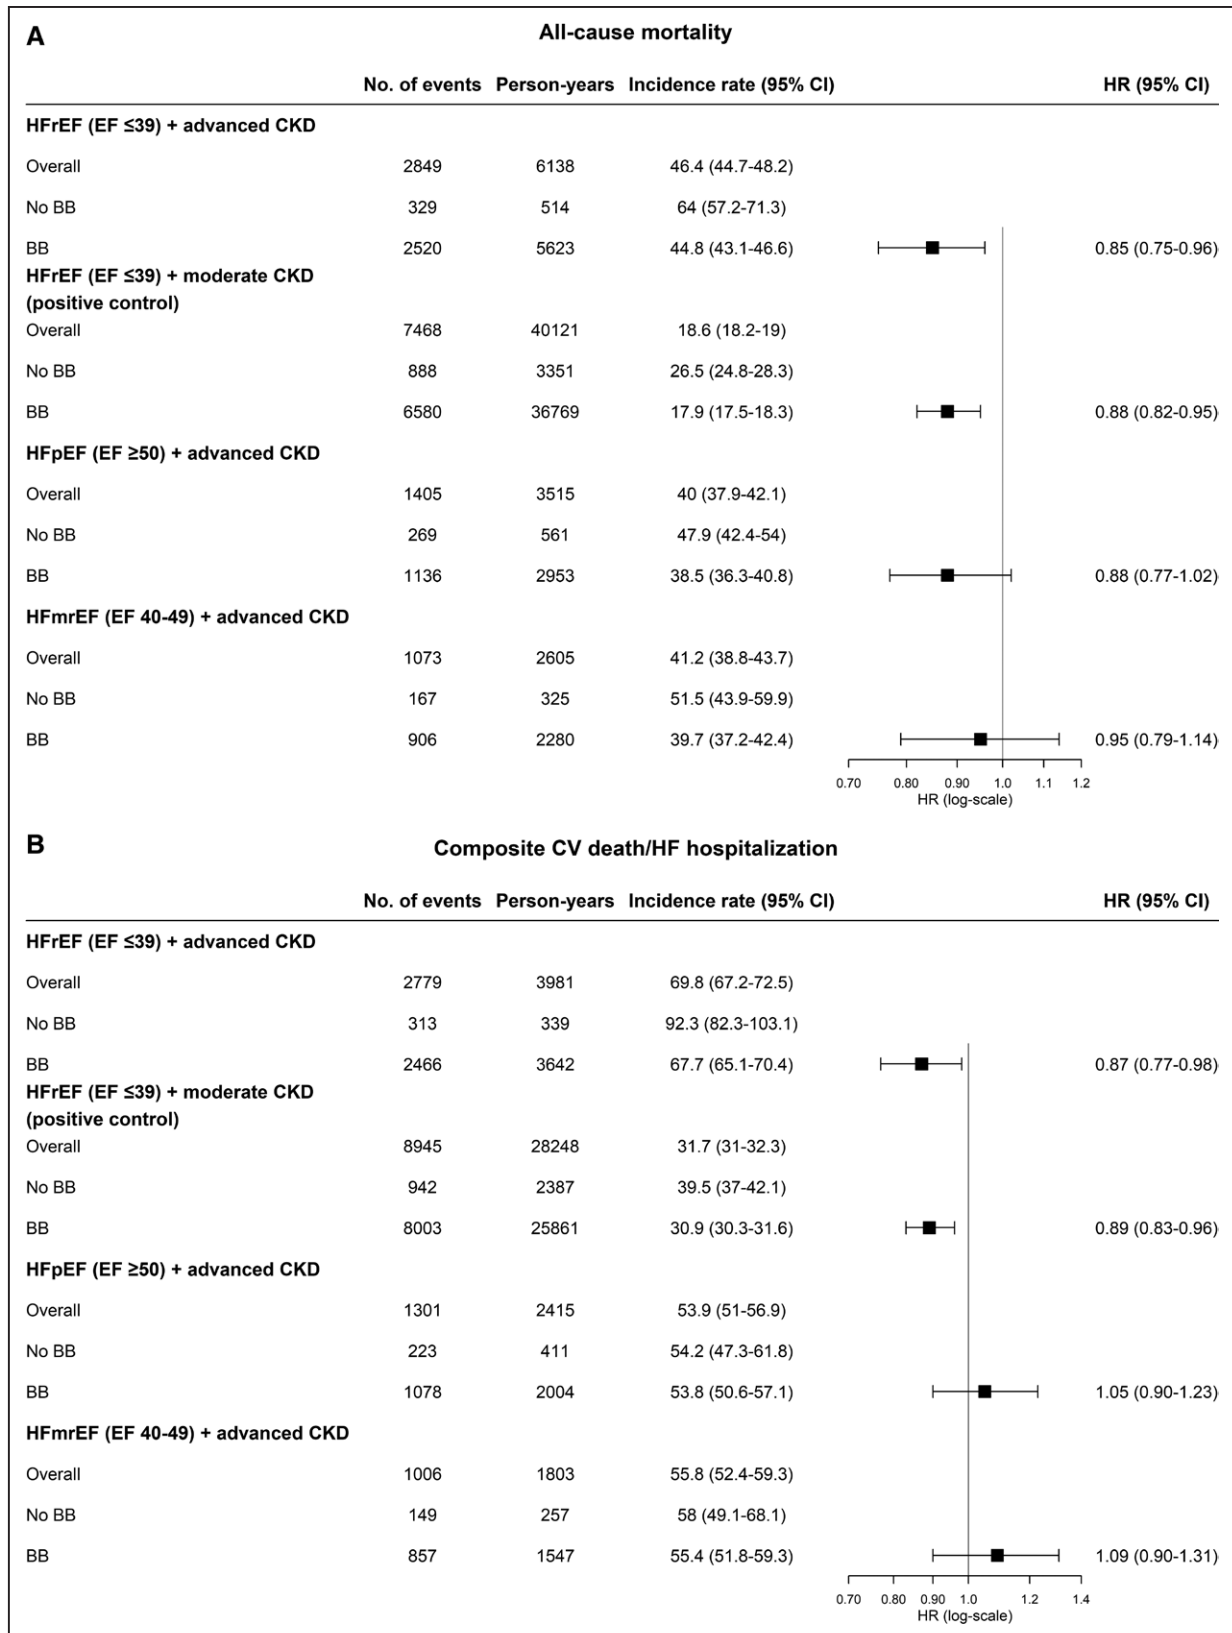 A
All-cause mortality
No. of events Person-years Incidence rate (95% CI) HR (95% CI)
HFrEF (EF ≤39) + advanced CKD
Overall 2849 6138 46.4 (44.7-48.2)
No BB 329 514 64 (57.2-71.3)
BB 2520 5623 44.8 (43.1-46.6) 0.85 (0.75-0.96)
HFrEF (EF ≤39) + moderate CKD
(positive control)
Overall 7468 40121 18.6 (18.2-19)
No BB 888 3351 26.5 (24.8-28.3)
BB 6580 36769 17.9 (17.5-18.3) 0.88 (0.82-0.95)
HFpEF (EF ≥50) + advanced CKD
Overall 1405 3515 40 (37.9-42.1)
No BB 269 561 47.9 (42.4-54)
BB 1136 2953 38.5 (36.3-40.8) 0.88 (0.77-1.02)
HFmrEF (EF 40-49) + advanced CKD
Overall 1073 2605 41.2 (38.8-43.7)
No BB 167 325 51.5 (43.9-59.9)
BB 906 2280 39.7 (37.2-42.4) 0.95 (0.79-1.14)
0.70 0.80 0.90 1.0 1.1 1.2
HR (log-scale)
B
Composite CV death/HF hospitalization
No. of events Person-years Incidence rate (95% CI) HR (95% CI)
HFrEF (EF ≤39) + advanced CKD
Overall 2779 3981 69.8 (67.2-72.5)
No BB 313 339 92.3 (82.3-103.1)
BB 2466 3642 67.7 (65.1-70.4) 0.87 (0.77-0.98)
HFrEF (EF ≤39) + moderate CKD
(positive control)
Overall 8945 28248 31.7 (31-32.3)
No BB 942 2387 39.5 (37-42.1)
BB 8003 25861 30.9 (30.3-31.6) 0.89 (0.83-0.96)
HFpEF (EF ≥50) + advanced CKD
Overall 1301 2415 53.9 (51-56.9)
No BB 223 411 54.2 (47.3-61.8)
BB 1078 2004 53.8 (50.6-57.1) 1.05 (0.90-1.23)
HFmrEF (EF 40-49) + advanced CKD
Overall 1006 1803 55.8 (52.4-59.3)
No BB 149 257 58 (49.1-68.1)
BB 857 1547 55.4 (51.8-59.3) 1.09 (0.90-1.31)
0.70 0.80 0.90 1.0 1.2 1.4
HR (log-scale)